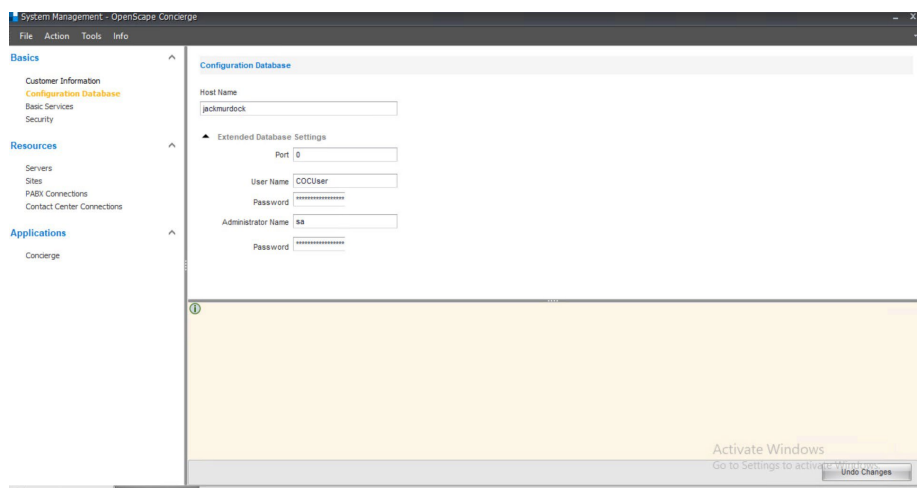 System Management - OpenScape Concierge
File Action Tools Info
Basics
Customer Information
Configuration Database
Basic Services
Security
Resources
Servers
Sites
PABX Connections
Contact Center Connections
Applications
Concierge
Configuration Database
Host Name
jackmurdock
Extended Database Settings
Port 0
User Name COCUser
Password *****************
Administrator Name sa
Password *****************
Activate Windows
Go to Settings to activate Windows.
Undo Changes